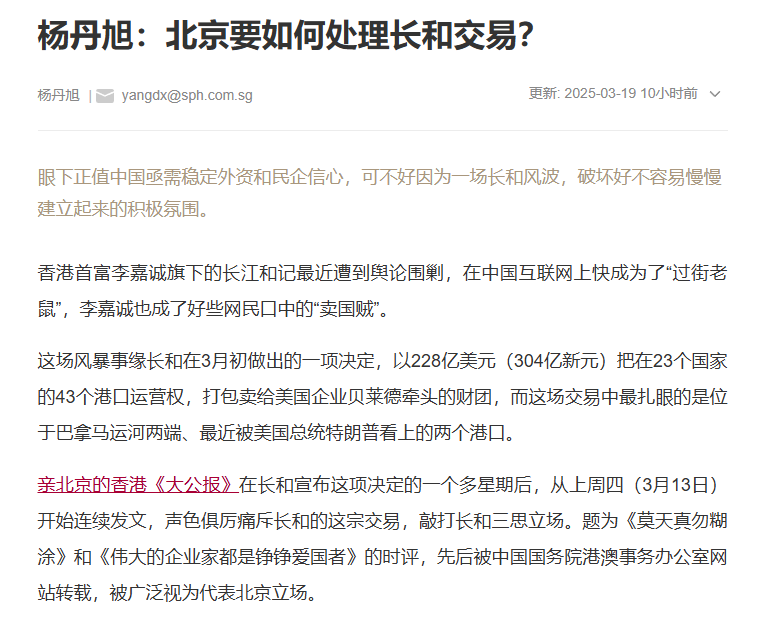 杨丹旭：北京要如何处理长和交易？
杨丹旭 | yangdx@sph.com.sg 更新: 2025-03-19 10小时前
眼下正值中国亟需稳定外资和民企信心，可不好因为一场长和风波，破坏好不容易慢慢
建立起来的积极氛围。
香港首富李嘉诚旗下的长江和记最近遭到舆论围剿，在中国互联网上快成为了“过街老
鼠”，李嘉诚也成了好些网民口中的“卖国贼”。
这场风暴事缘长和在3月初做出的一项决定，以228亿美元（304亿新元）把在23个国家
的43个港口运营权，打包卖给美国企业贝莱德牵头的财团，而这场交易中最扎眼的是位
于巴拿马运河两端、最近被美国总统特朗普看上的两个港口。
亲北京的香港《大公报》在长和宣布这项决定的一个多星期后，从上周四（3月13日）
开始连续发文，声色俱厉痛斥长和的这宗交易，敲打长和三思立场。题为《莫天真勿糊
涂》和《伟大的企业家都是铮铮爱国者》的时评，先后被中国国务院港澳事务办公室网
站转载，被广泛视为代表北京立场。